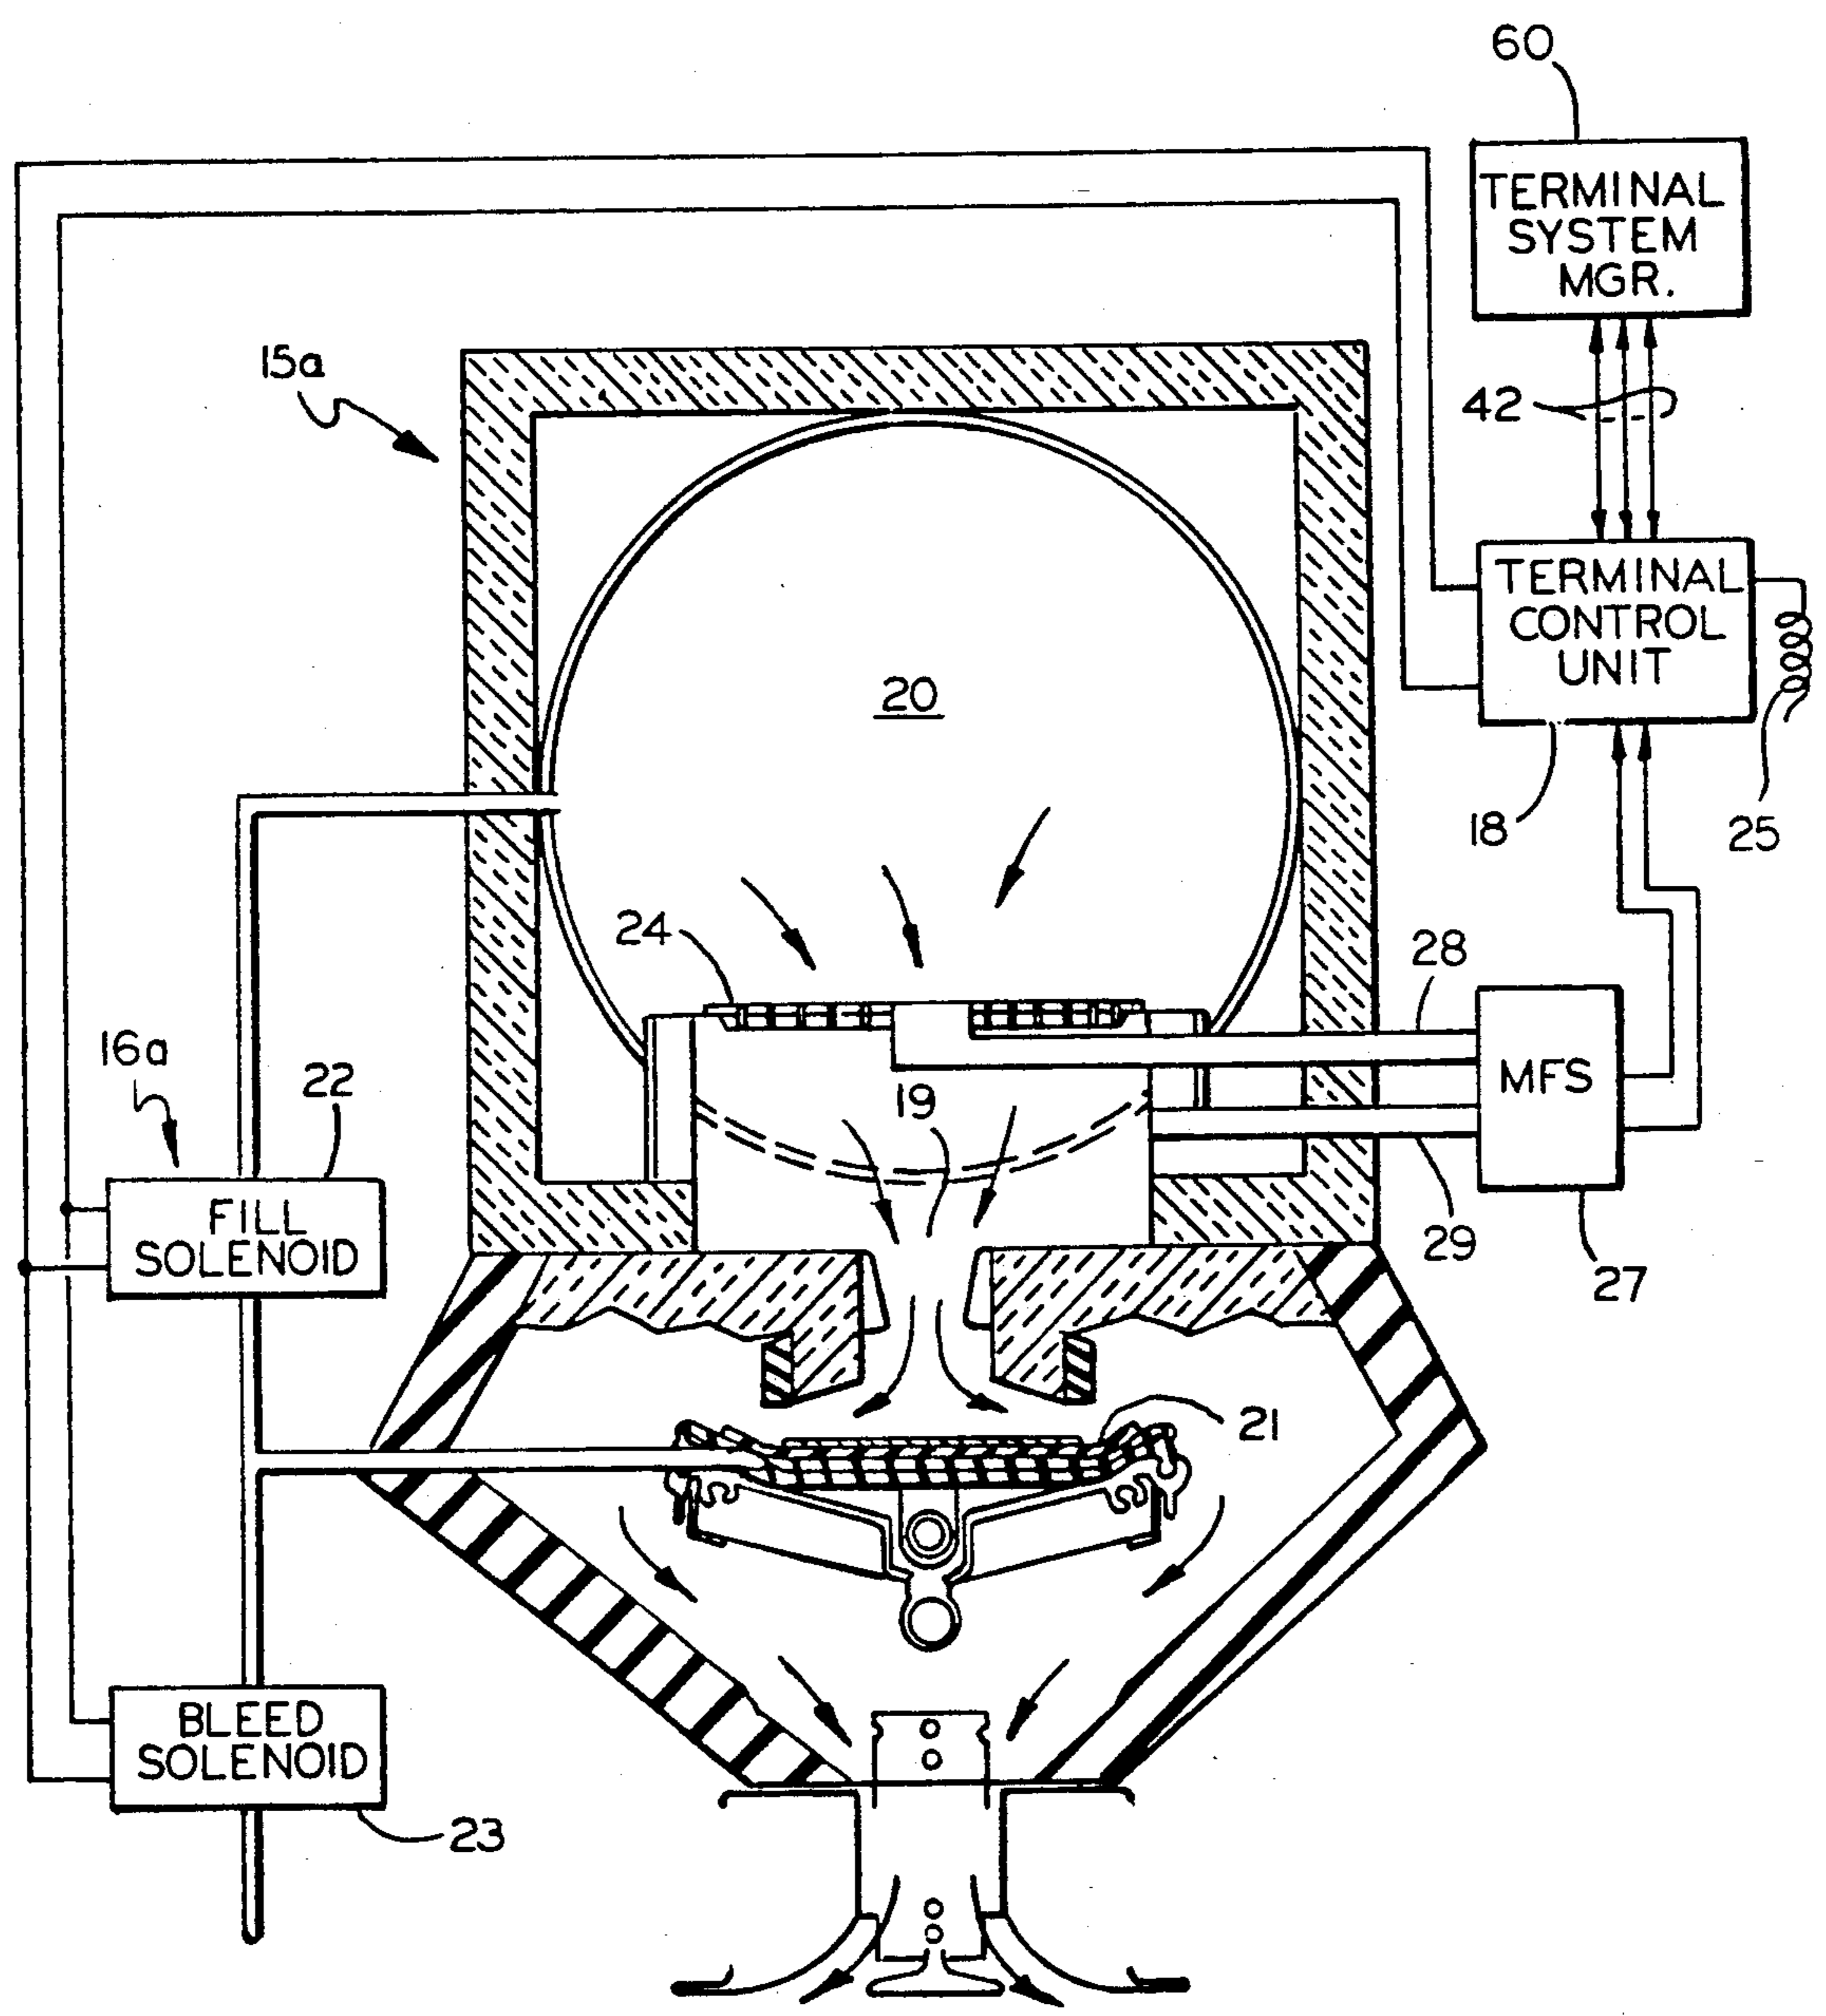 60
TERMINAL
SYSTEM
MGR.
15a
42
TERMINAL
CONTROL
UNIT
20
18
25
24
28
16a
22
MFS
19
FILL
SOLENOID
29
27
21
BLEED
SOLENOID
23